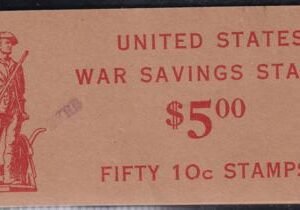 UNITED STATES
WAR SAVINGS STA
$5.00
FIFTY 10c STAMPS